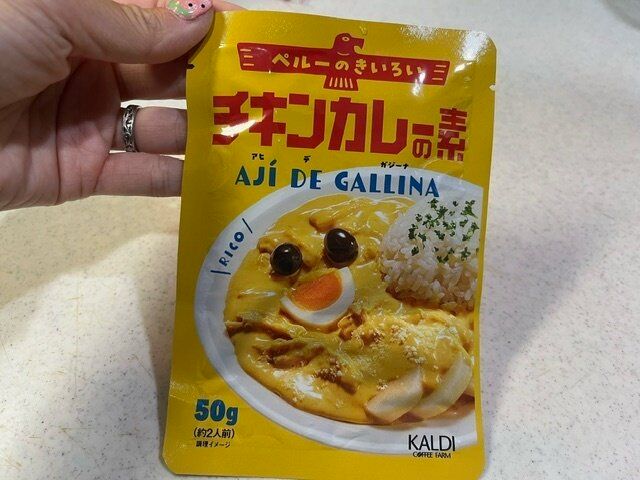 ペルーのきいろい
チキンカレーの素
アヒ デ ガジーナ
AJÍ DE GALLINA
RICO
50g
(約2人前)
調理イメージ
KALDI
COFFEE FARM